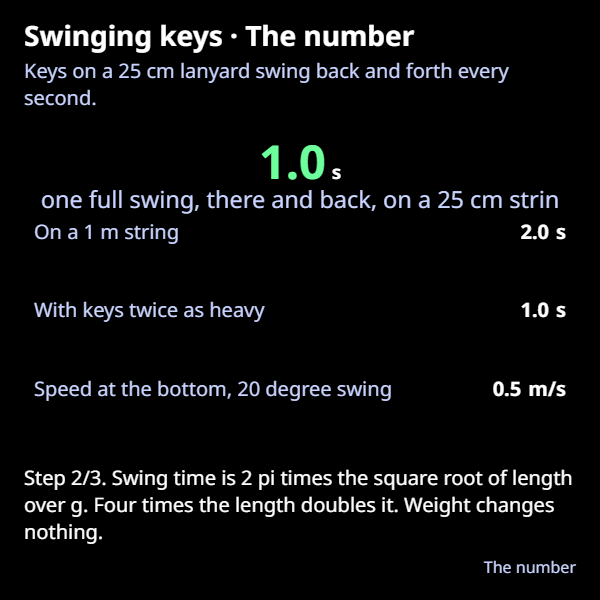 Swinging keys · The number
Keys on a 25 cm lanyard swing back and forth every
second.
1.0 s
one full swing, there and back, on a 25 cm strin
On a 1 m string 2.0 s
With keys twice as heavy 1.0 s
Speed at the bottom, 20 degree swing 0.5 m/s
Step 2/3. Swing time is 2 pi times the square root of length
over g. Four times the length doubles it. Weight changes
nothing.
The number